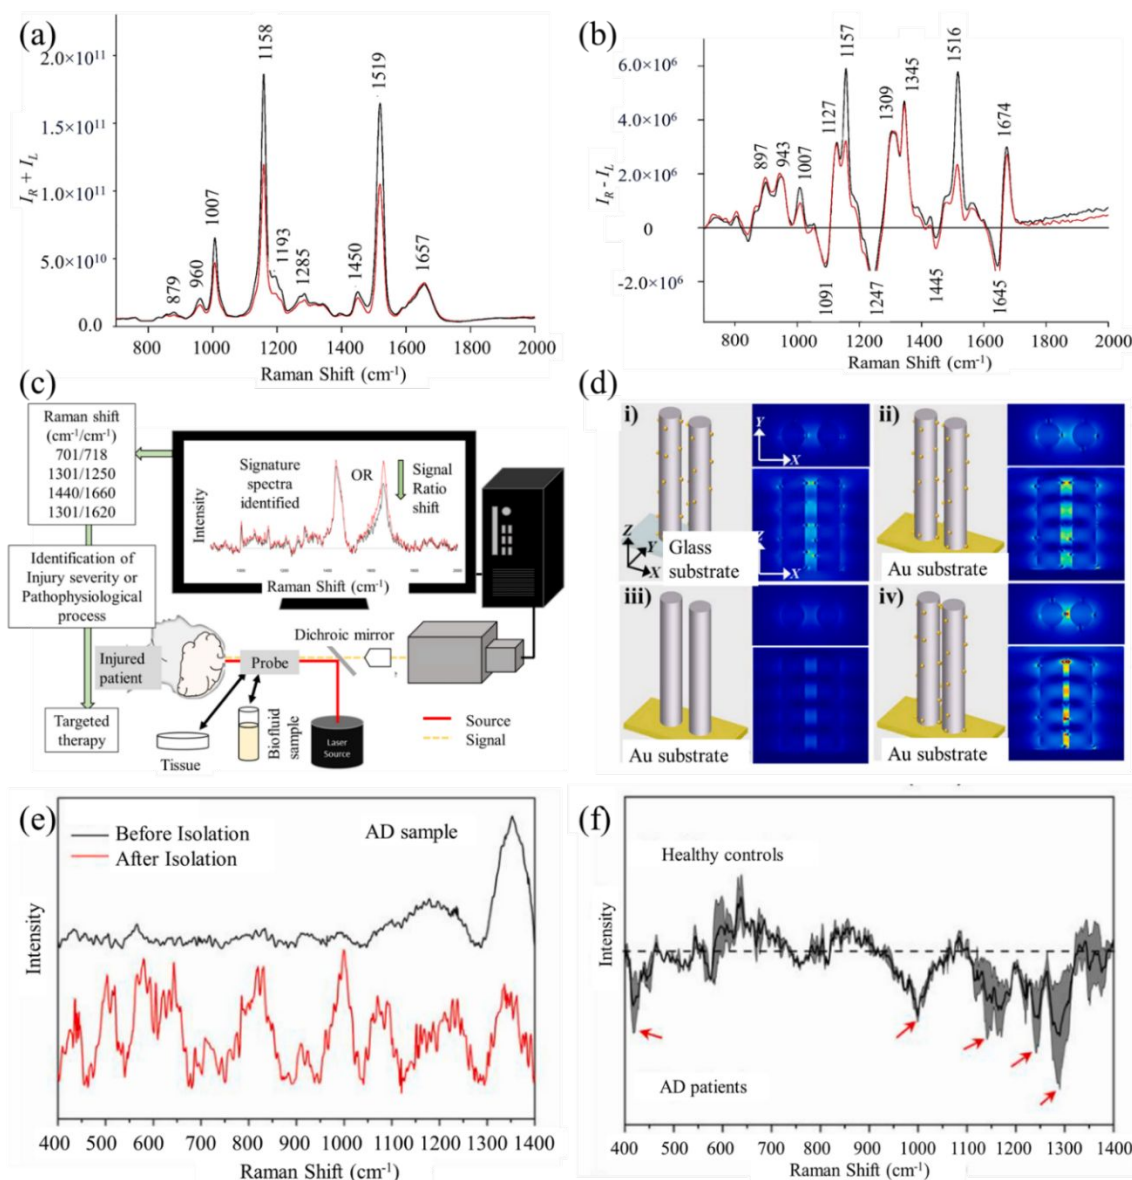 (a)
I_R + I_L
2.0×10¹¹
1.5×10¹¹
1.0×10¹¹
5.0×10¹⁰
0.0
879
960
1007
1158
1193
1285
1450
1519
1657
800 1000 1200 1400 1600 1800 2000
Raman Shift (cm⁻¹)
(b)
I_R - I_L
6.0×10⁶
4.0×10⁶
2.0×10⁶
0
-2.0×10⁶
897
943
1007
1127
1157
1309
1345
1516
1674
1091
1247
1445
1645
800 1000 1200 1400 1600 1800 2000
Raman Shift (cm⁻¹)
(c)
Raman shift
(cm⁻¹/cm⁻¹)
701/718
1301/1250
1440/1660
1301/1620
Identification of
Injury severity or
Pathophysiological
process
Targeted
therapy
Signature
spectra
identified
OR
Signal
Ratio
shift
Intensity
Raman Shift (cm⁻¹)
Injured
patient
Probe
Dichroic mirror
Tissue
Biofluid
sample
Laser
Source
Source
Signal
(d)
i)
Y
X
Z
Y
X
Glass
substrate
Z
X
ii)
Au substrate
iii)
Au substrate
iv)
Au substrate
(e)
Before Isolation
After Isolation
AD sample
Intensity
400 500 600 700 800 900 1000 1100 1200 1300 1400
Raman Shift (cm⁻¹)
(f)
Healthy controls
AD patients
Intensity
400 500 600 700 800 900 1000 1100 1200 1300 1400
Raman Shift (cm⁻¹)